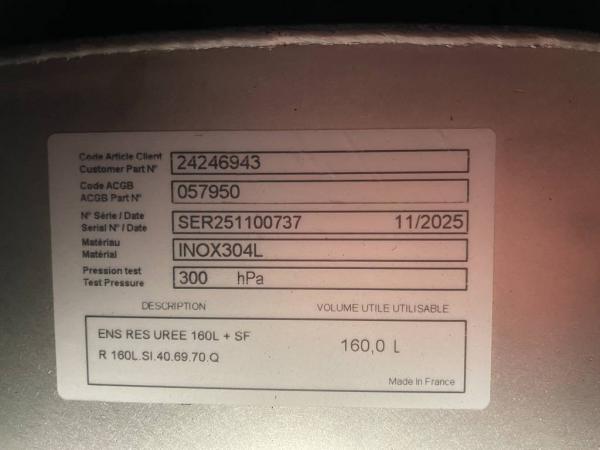 Code Article Client
Customer Part N° 24246943
Code ACGB
ACGB Part N° 057950
N° Série / Date
Serial N° / Date SER251100737 11/2025
Matériau
Matérial INOX304L
Pression test
Test Pressure 300 hPa
DESCRIPTION VOLUME UTILE UTILISABLE
ENS RES UREE 160L + SF
R 160L.SI.40.69.70.Q 160,0 L
Made In France